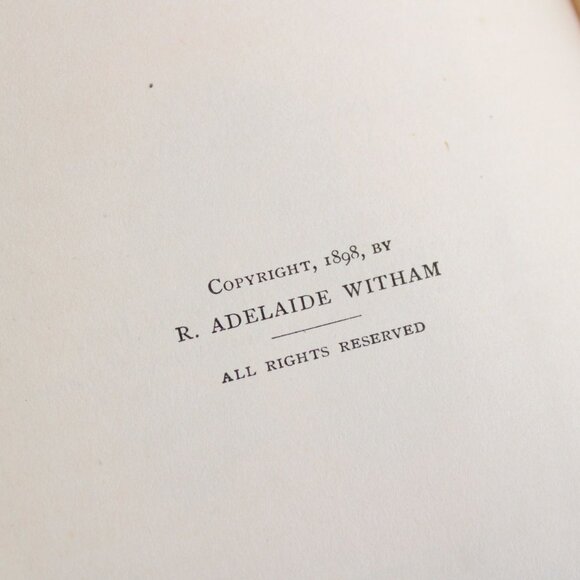 COPYRIGHT, 1898, BY
R. ADELAIDE WITHAM
ALL RIGHTS RESERVED